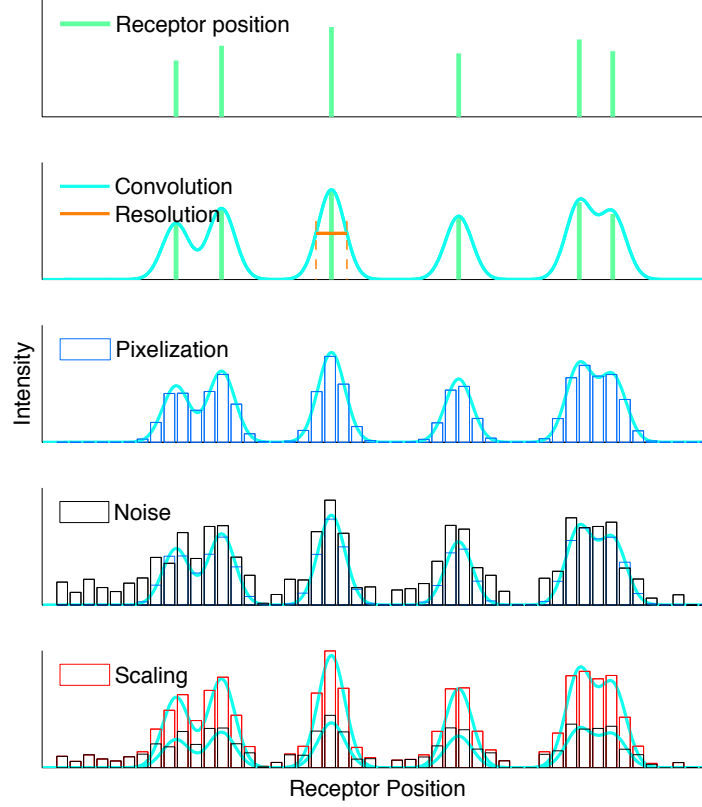 Receptor position
Convolution
Resolution
Pixelization
Intensity
Noise
Scaling
Receptor Position